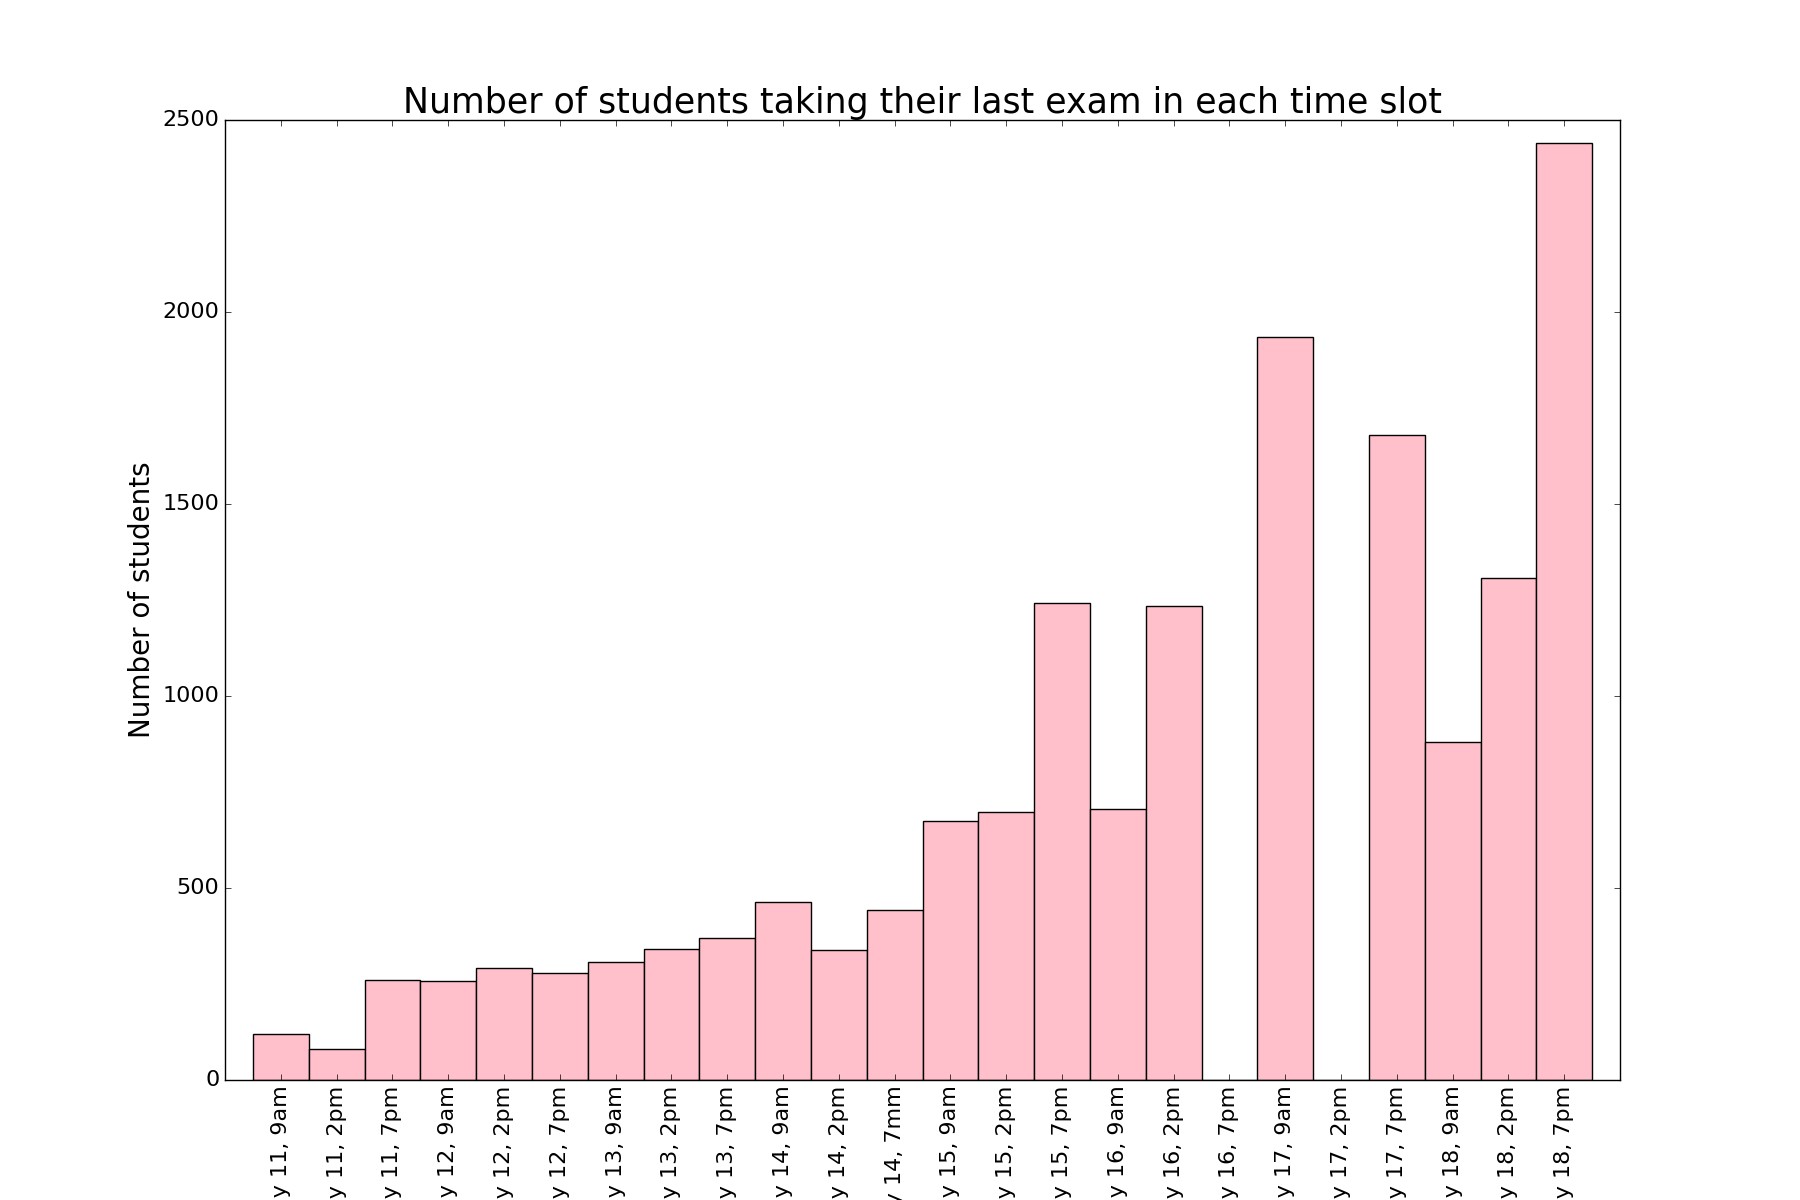 Number of students taking their last exam in each time slot
2500
2000
1500
1000
500
0
Number of students
y 11, 9am
y 11, 2pm
y 11, 7pm
y 12, 9am
y 12, 2pm
y 12, 7pm
y 13, 9am
y 13, 2pm
y 13, 7pm
y 14, 9am
y 14, 2pm
y 14, 7mm
y 15, 9am
y 15, 2pm
y 15, 7pm
y 16, 9am
y 16, 2pm
y 16, 7pm
y 17, 9am
y 17, 2pm
y 17, 7pm
y 18, 9am
y 18, 2pm
y 18, 7pm